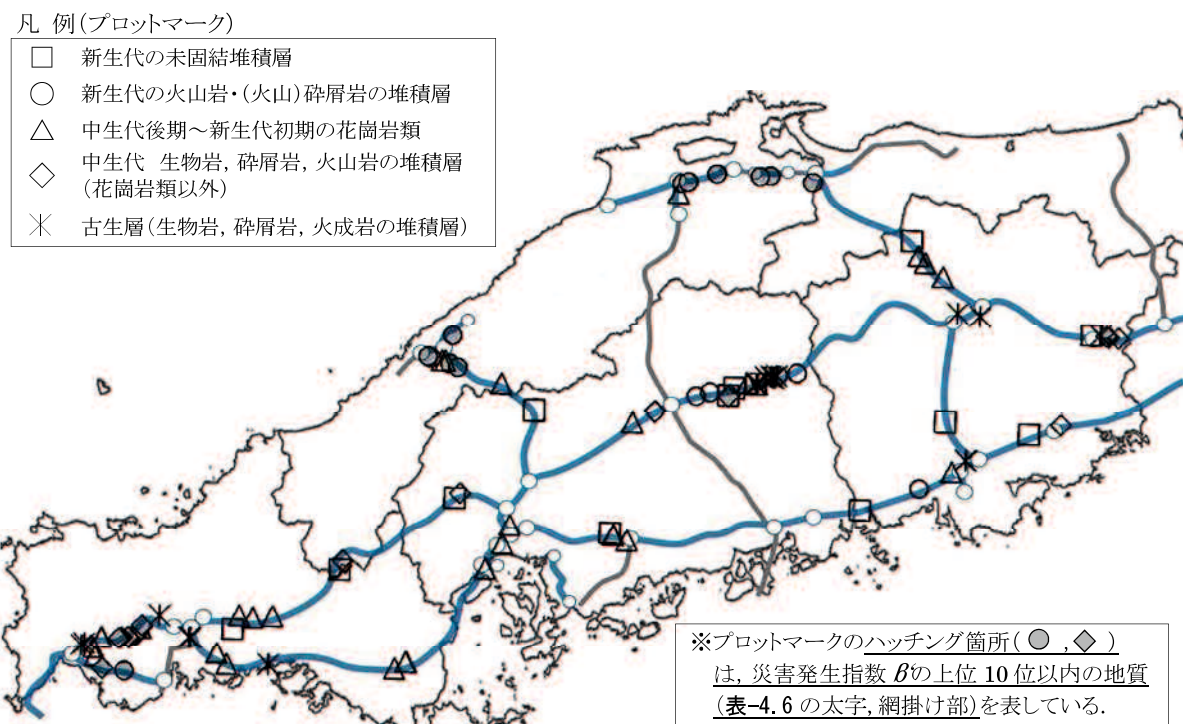 凡 例(プロットマーク)
新生代の未固結堆積層
新生代の火山岩・(火山)砕屑岩の堆積層
中生代後期～新生代初期の花崗岩類
中生代 生物岩, 砕屑岩, 火山岩の堆積層
(花崗岩類以外)
古生層(生物岩, 砕屑岩, 火成岩の堆積層)
※プロットマークのハッチング箇所( ,  )
は, 災害発生指数 β'の上位 10 位以内の地質
(表-4.6 の太字, 網掛け部)を表している.